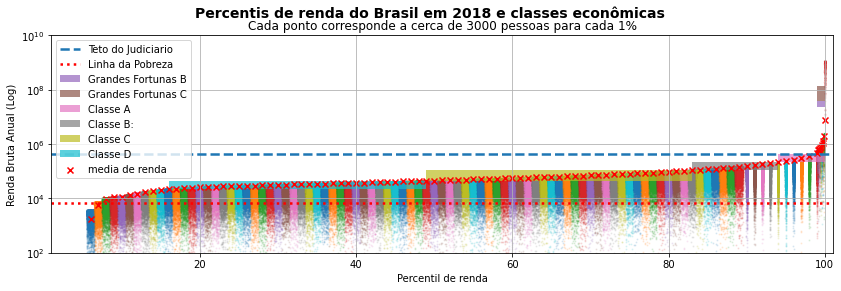 Percentis de renda do Brasil em 2018 e classes econômicas
Cada ponto corresponde a cerca de 3000 pessoas para cada 1%
Renda Bruta Anual (Log)
10^10
10^8
10^6
10^4
10^2
Teto do Judiciario
Linha da Pobreza
Grandes Fortunas B
Grandes Fortunas C
Classe A
Classe B:
Classe C
Classe D
media de renda
20
40
60
80
100
Percentil de renda